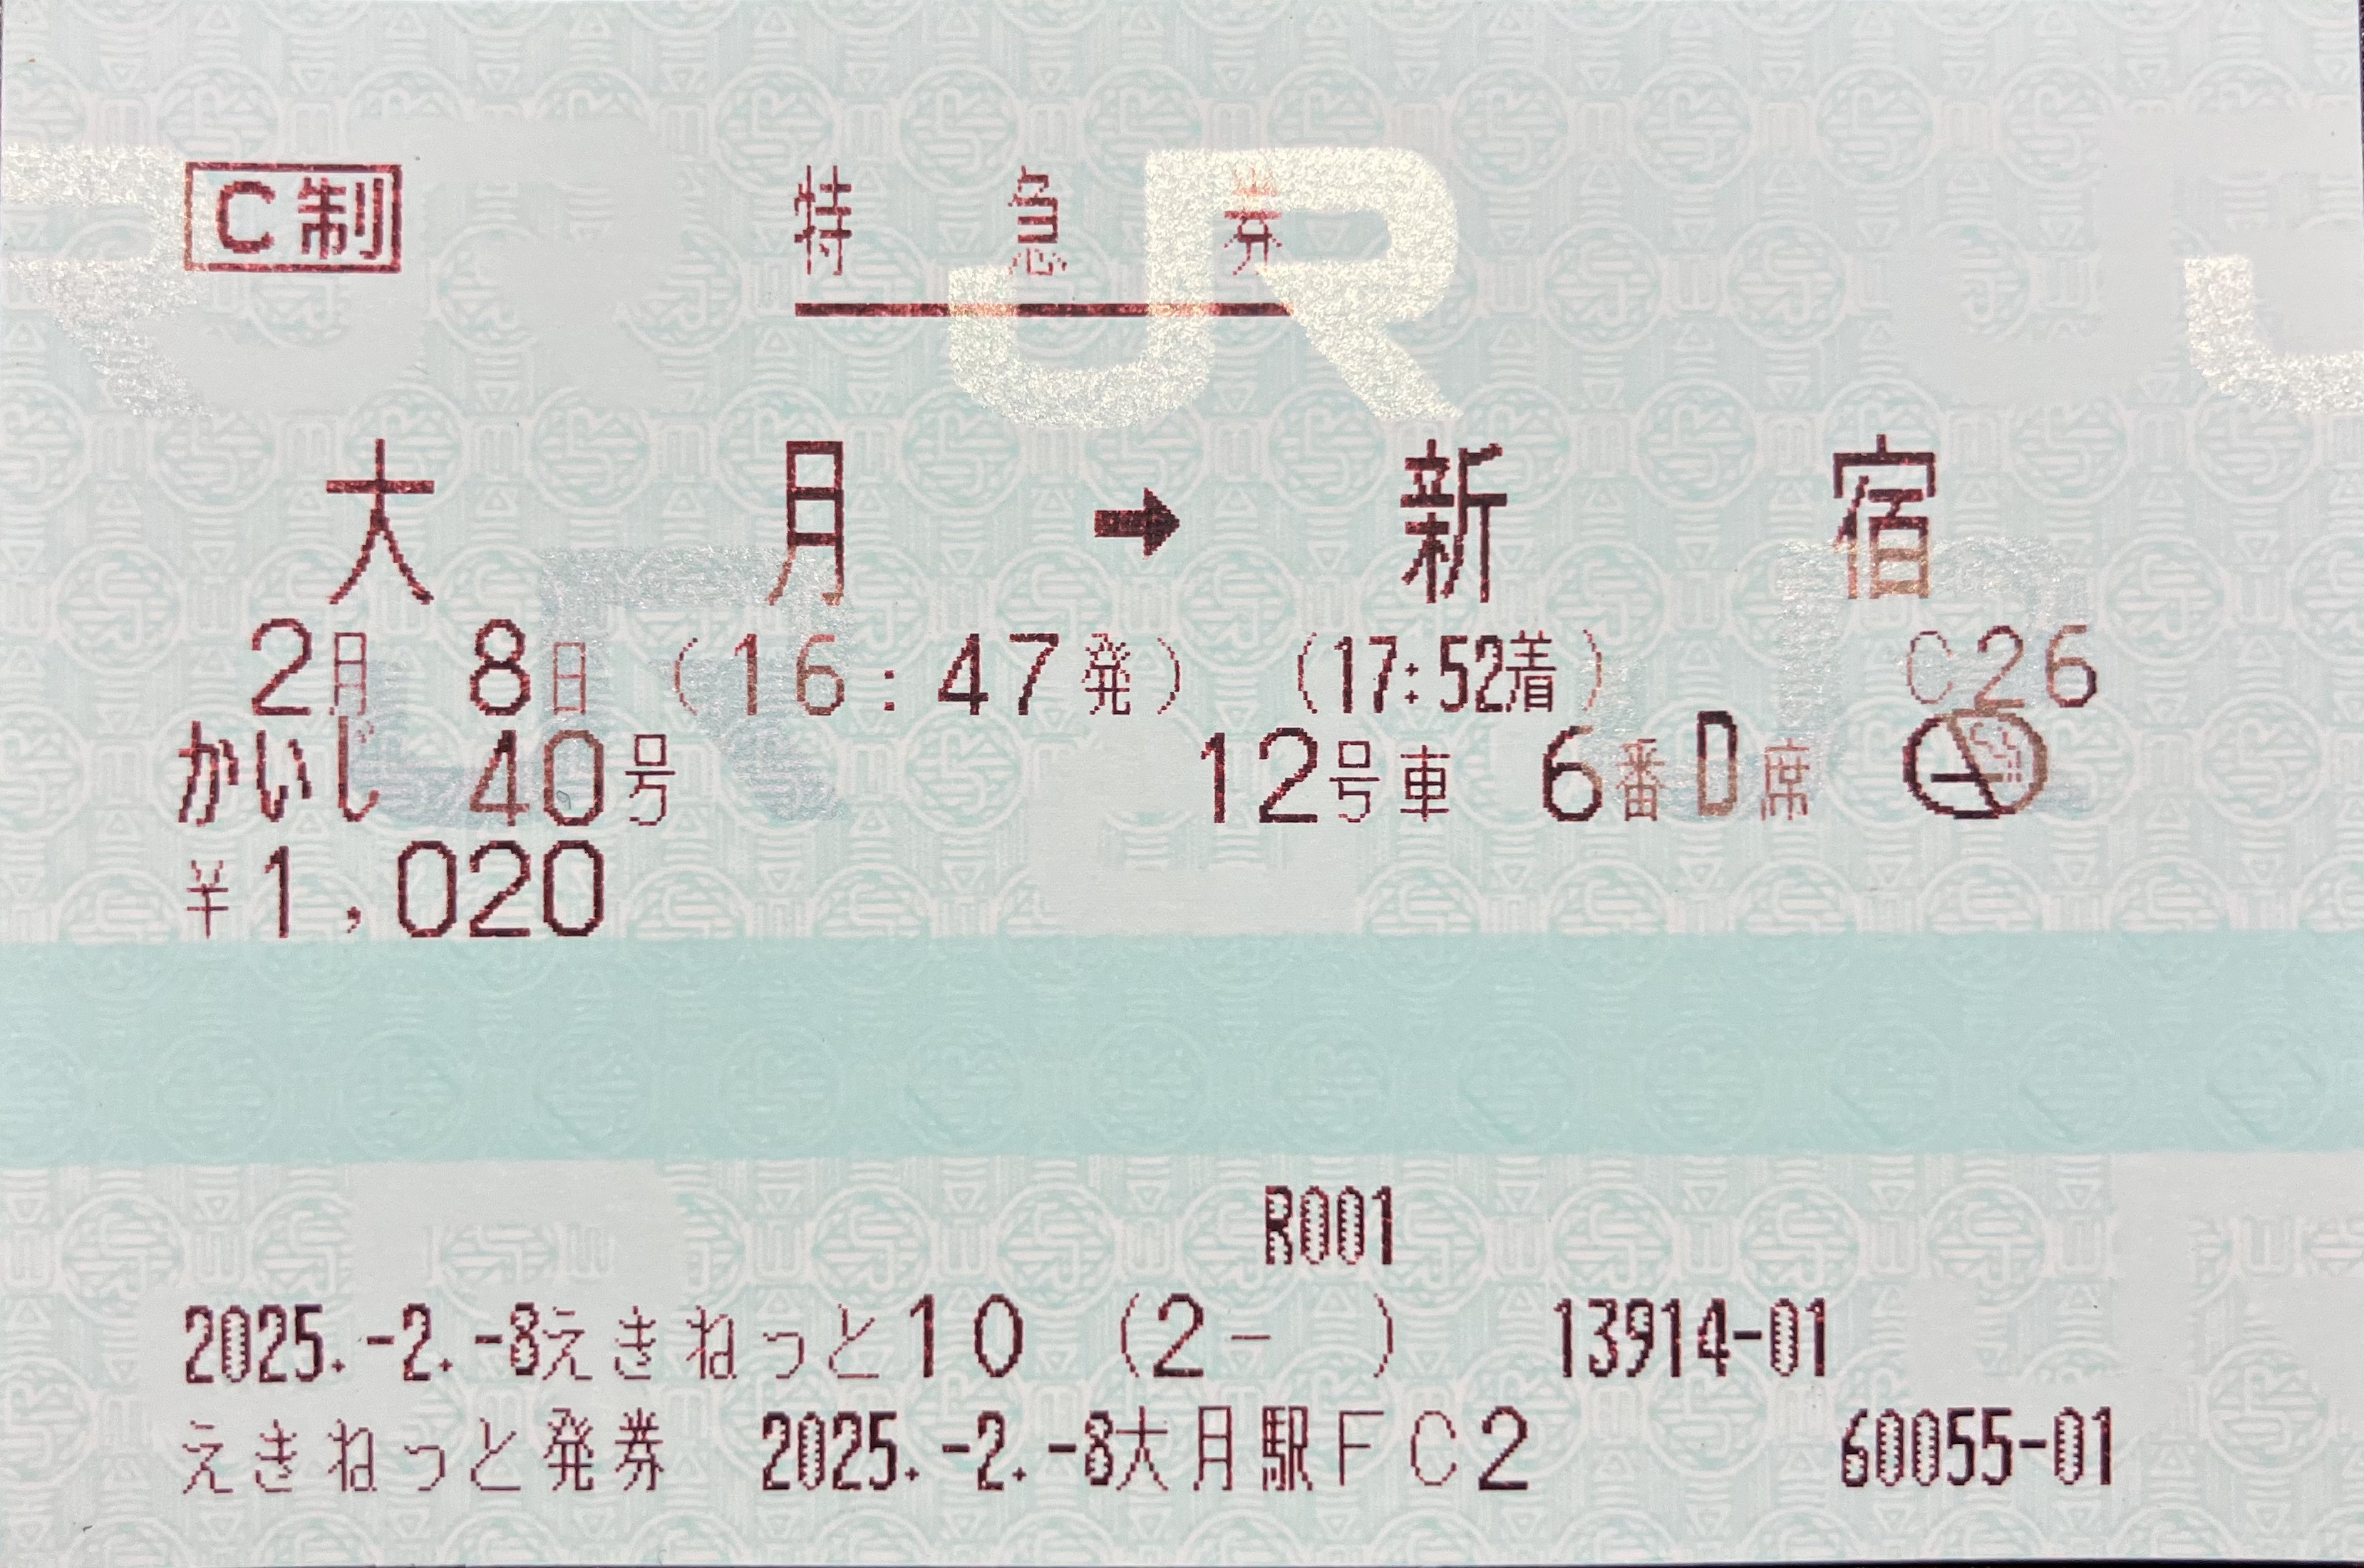 C制 特急券
JR
大月➡新宿
2月 8日 (16:47発) (17:52着) C26
かいじ 40号 12号車 6番D席
¥1,020
R001
2025.-2.-8えきねっと10 (2- ) 13914-01
えきねっと発券 2025.-2.-8大月駅FC2 60055-01